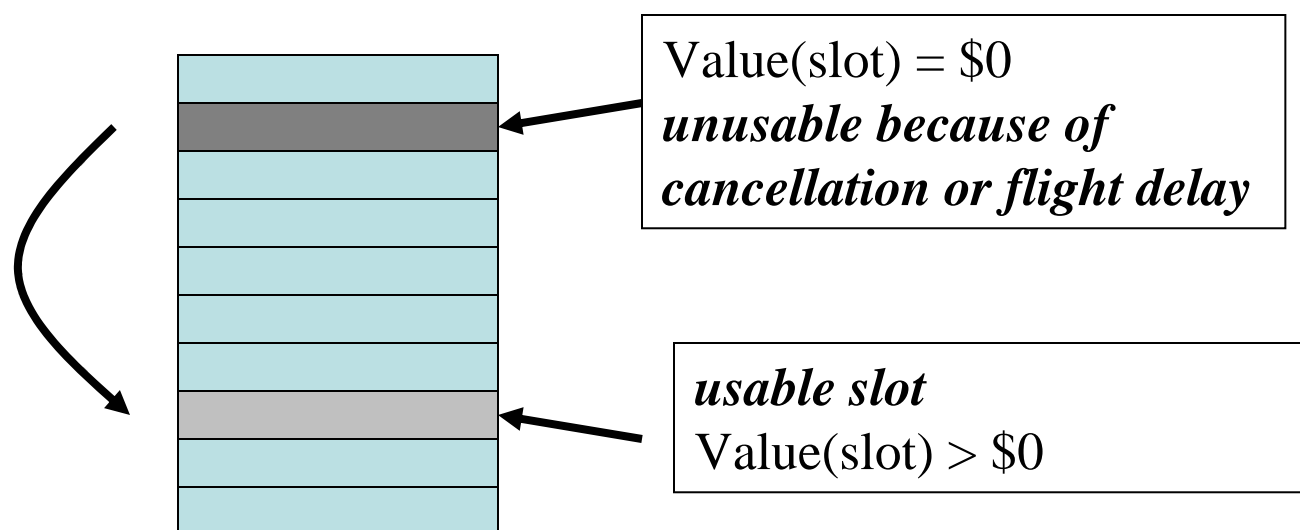 Value(slot) = $0
unusable because of
cancellation or flight delay
usable slot
Value(slot) > $0